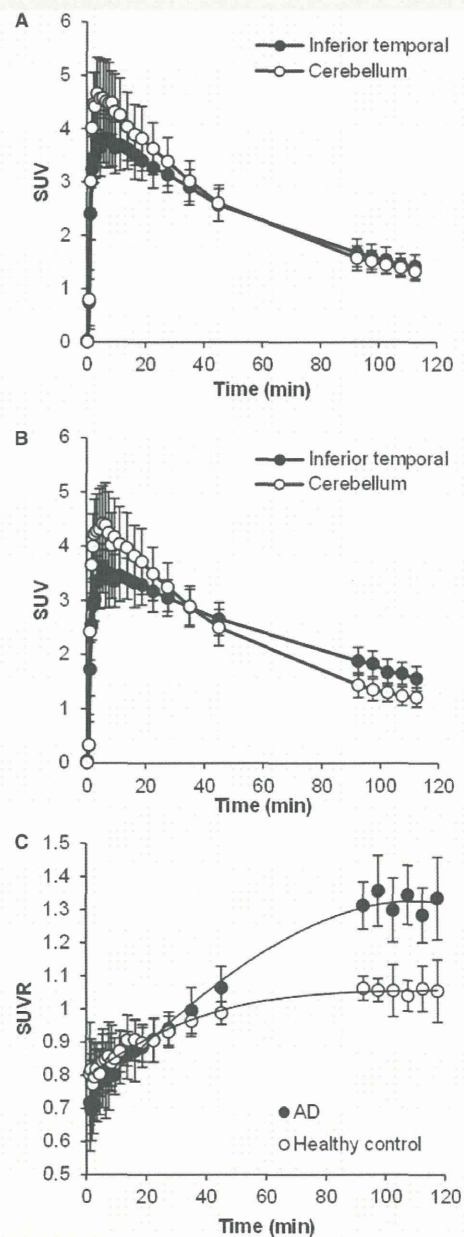 A
6
5
4
3
2
1
0
SUV
Inferior temporal
Cerebellum
0 20 40 60 80 100 120
Time (min)
B
6
5
4
3
2
1
0
SUV
Inferior temporal
Cerebellum
0 20 40 60 80 100 120
Time (min)
C
1.5
1.4
1.3
1.2
1.1
1
0.9
0.8
0.7
0.6
0.5
SUVR
AD
Healthy control
0 20 40 60 80 100 120
Time (min)